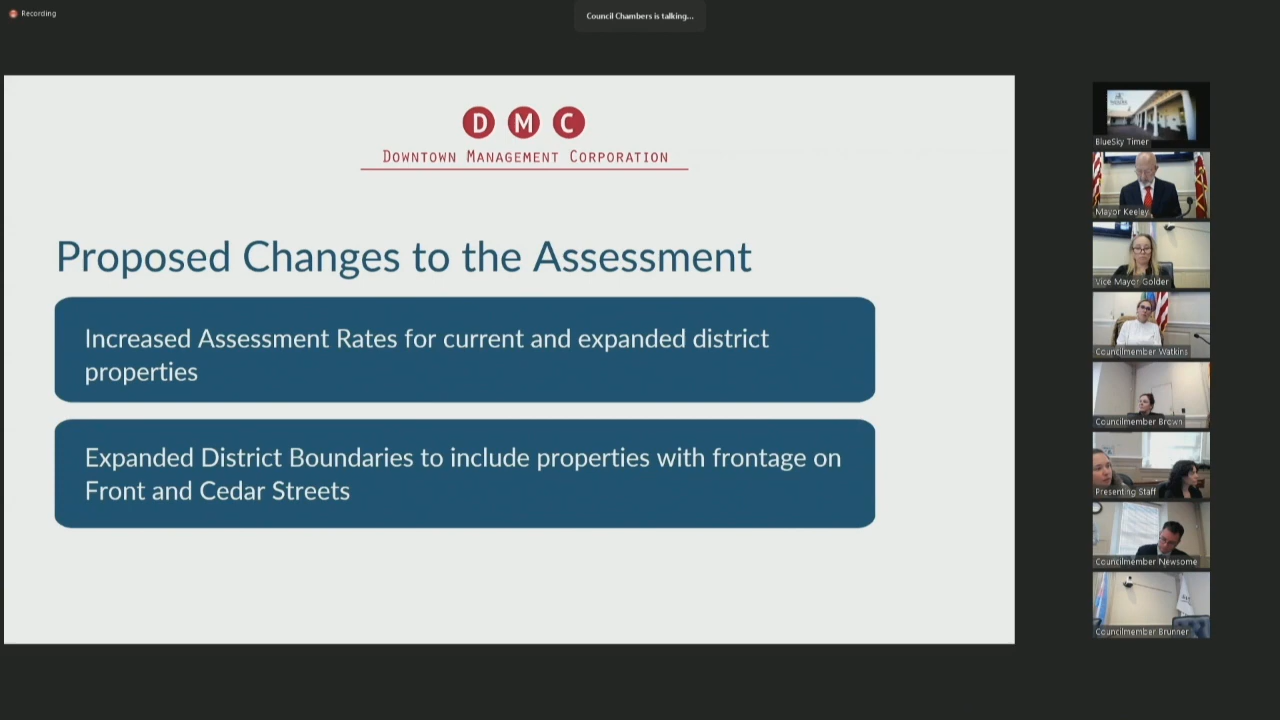 Recording
Council Chambers is talking...
D M C
DOWNTOWN MANAGEMENT CORPORATION
Proposed Changes to the Assessment
Increased Assessment Rates for current and expanded district
properties
Expanded District Boundaries to include properties with frontage on
Front and Cedar Streets
BlueSky Timer
Mayor Keeley
Vice Mayor Golder
Councilmember Watkins
Councilmember Brown
Presenting Staff
Councilmember Newsome
Councilmember Brunner